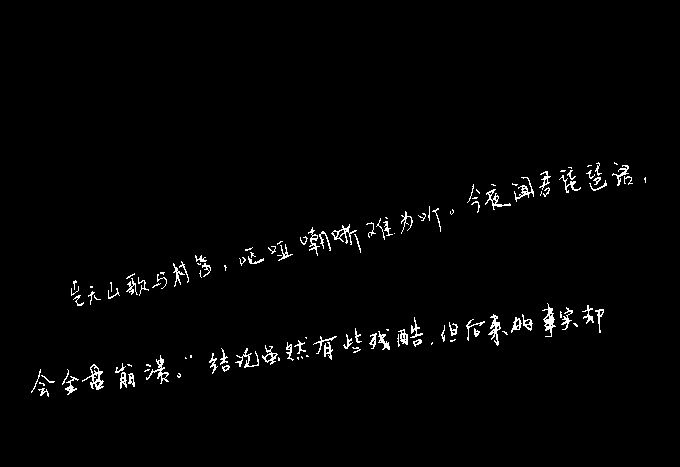 岂无山歌与村笛，呕哑嘲哳难为听。今夜闻君琵琶语，
会全盘崩溃。”结论虽然有些残酷，但后来的事实却